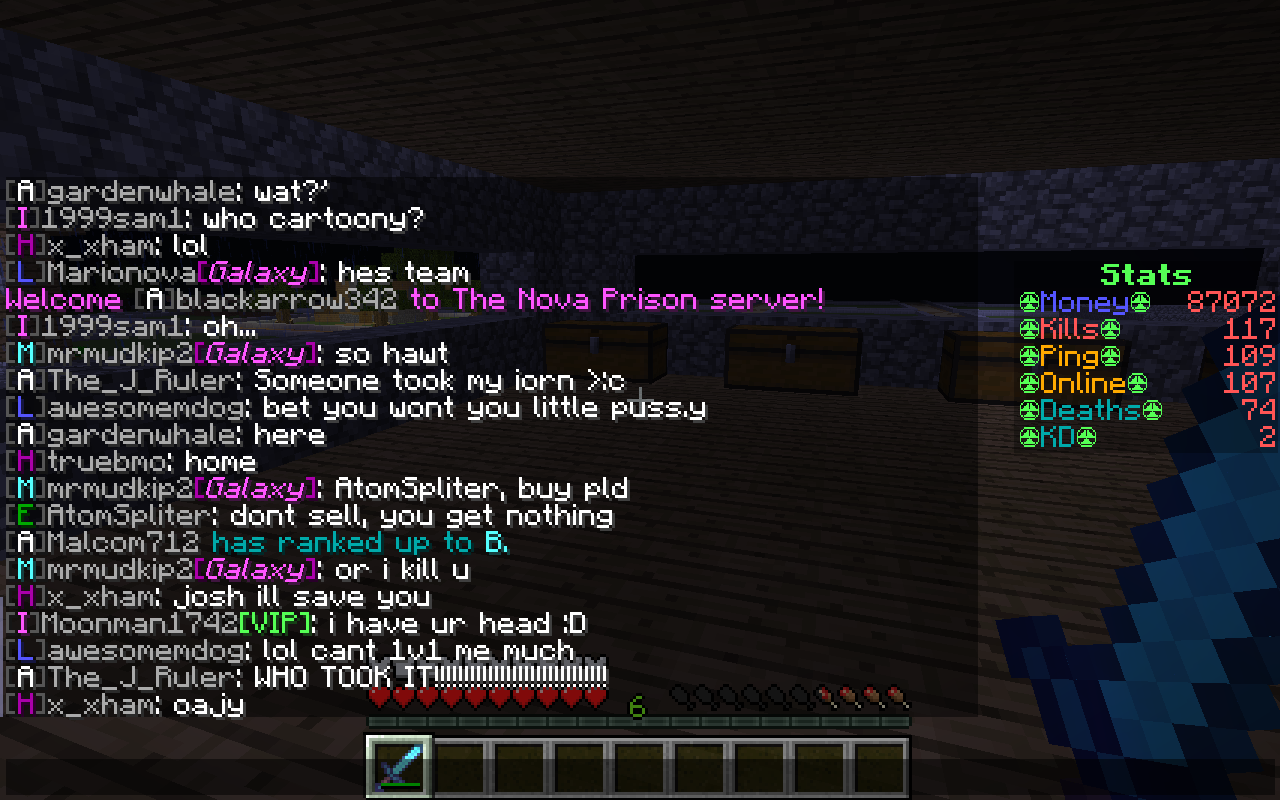 [A]gardenwhale: wat?'
[I]1999sam1: who cartoony?
[H]x_xham: lol
[L]Marionova[Galaxy]: hes team
Welcome [A]blackarrow342 to The Nova Prison server!
[I]1999sam1: oh...
[M]mrmudkip2[Galaxy]: so hawt
[A]The_J_Ruler: Someone took my iorn >:c
[L]awesomemdog: bet you wont you little puss.y
[A]gardenwhale: here
[H]truebmo: home
[M]mrmudkip2[Galaxy]: AtomSpliter, buy pld
[E]AtomSpliter: dont sell, you get nothing
[A]Malcom712 has ranked up to B.
[M]mrmudkip2[Galaxy]: or i kill u
[H]x_xham: josh ill save you
[I]Moonman1742[VIP]: i have ur head :D
[L]awesomemdog: lol cant 1v1 me much
[A]The_J_Ruler: WHO TOOK IT!!!!!!!!!!!!!!!!!!!!!!!!!!!!!
[H]x_xham: oajy
6
Stats
Money 87072
Kills 117
Ping 109
Online 107
Deaths 74
KD 2